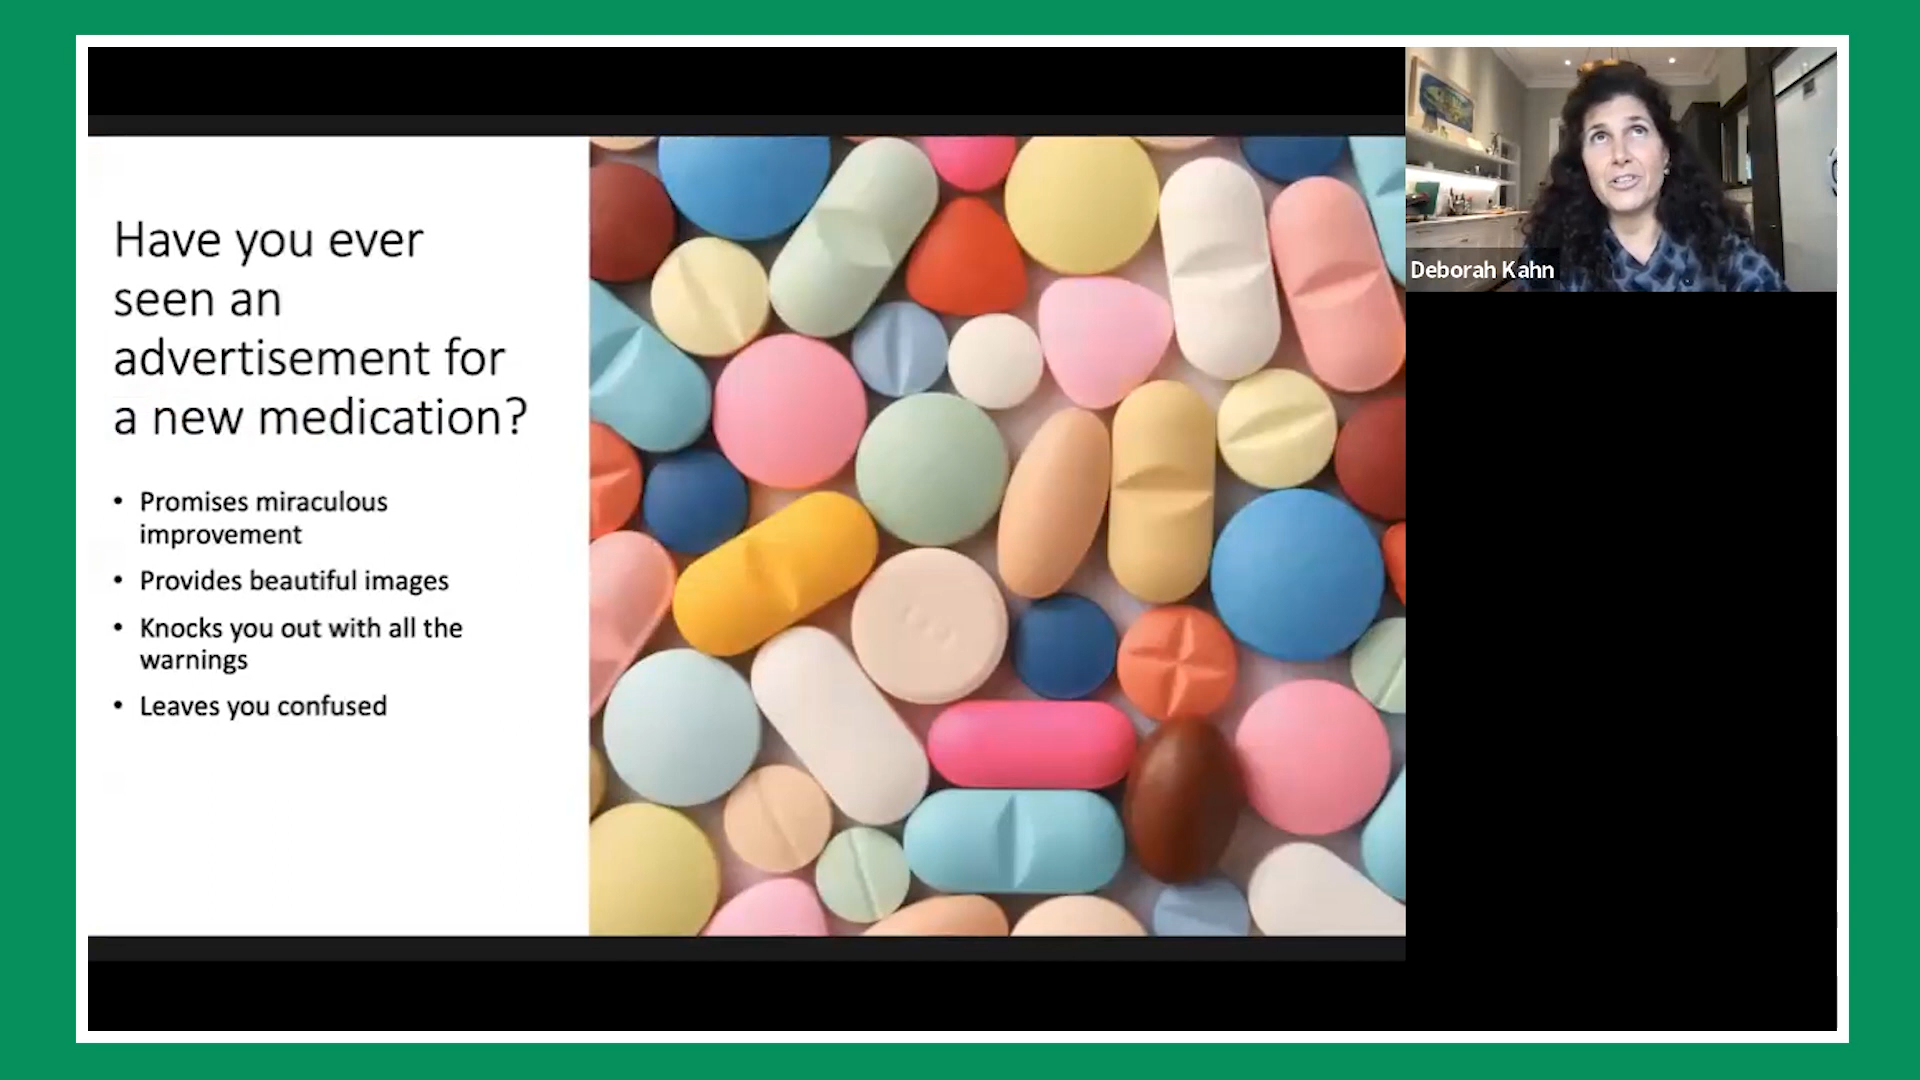 Have you ever
seen an
advertisement for
a new medication?
• Promises miraculous
improvement
• Provides beautiful images
• Knocks you out with all the
warnings
• Leaves you confused
Deborah Kahn